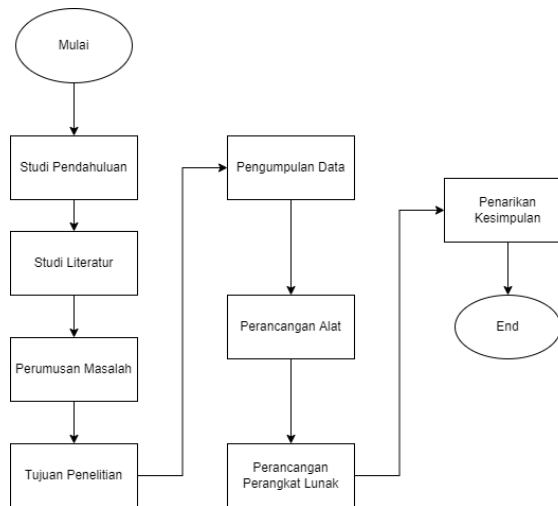 Mulai
Studi Pendahuluan
Studi Literatur
Perumusan Masalah
Tujuan Penelitian
Pengumpulan Data
Perancangan Alat
Perancangan
Perangkat Lunak
Penarikan
Kesimpulan
End